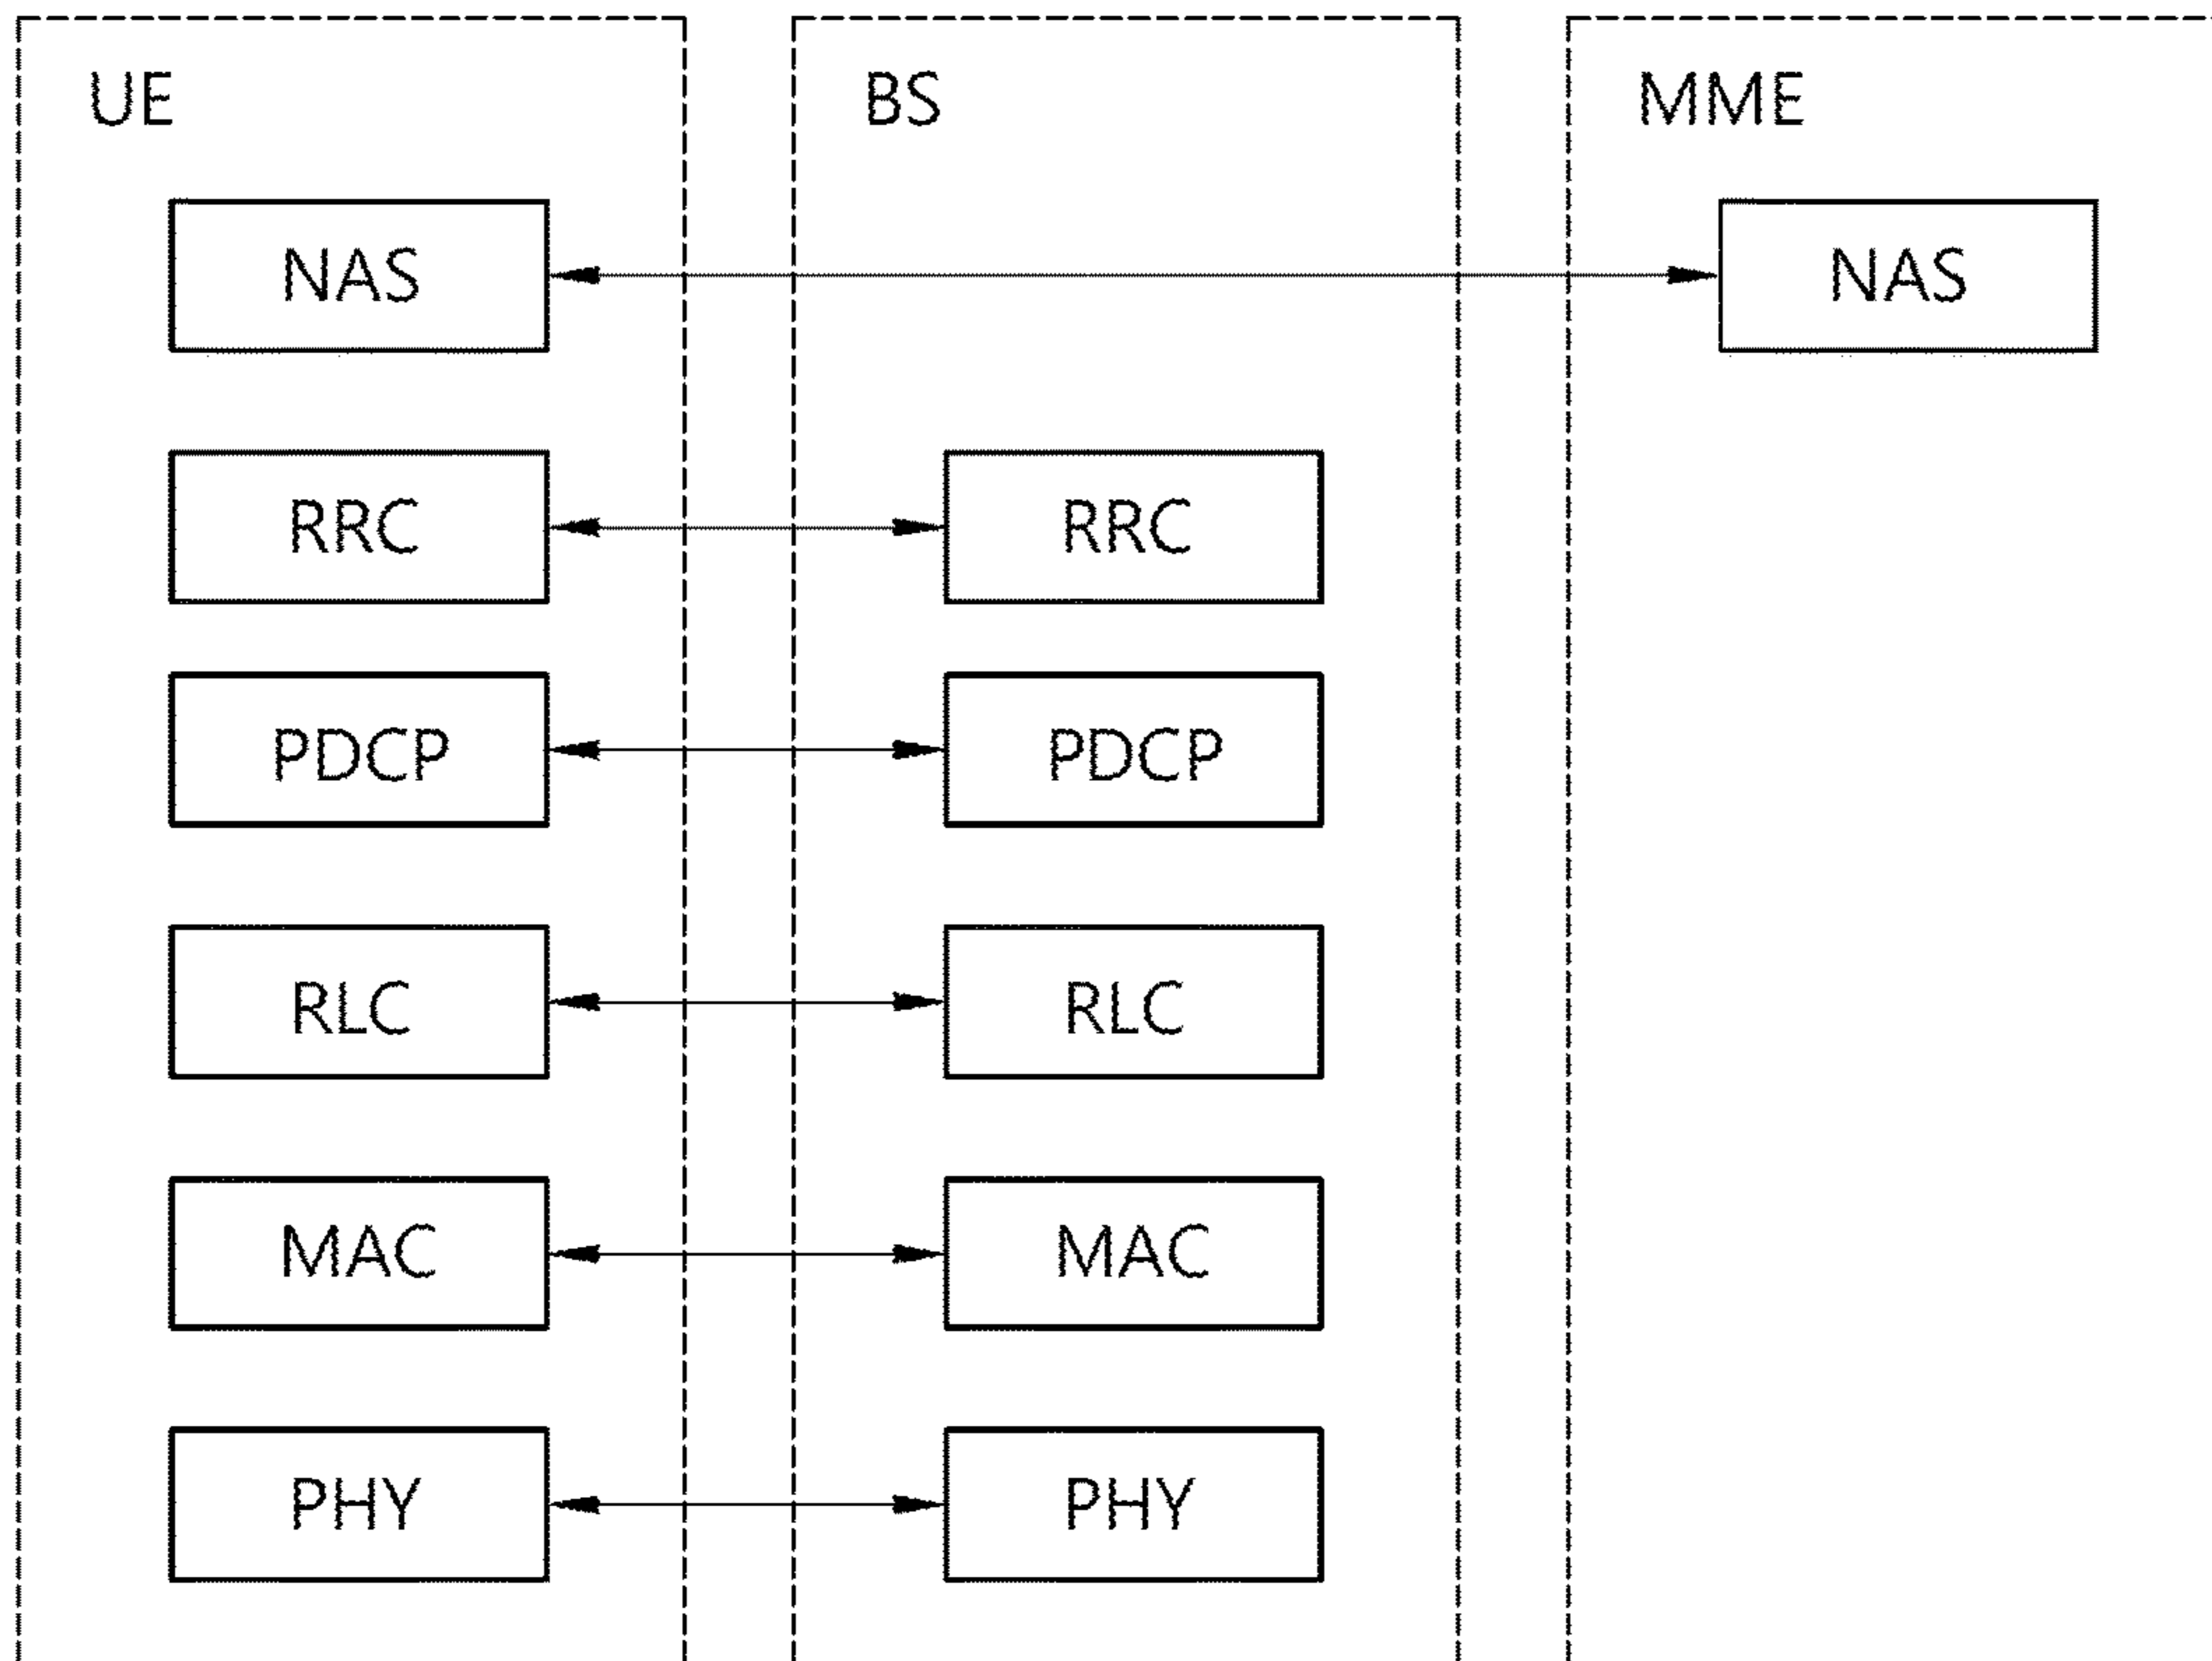 UE BS MME
NAS NAS
RRC RRC
PDCP PDCP
RLC RLC
MAC MAC
PHY PHY